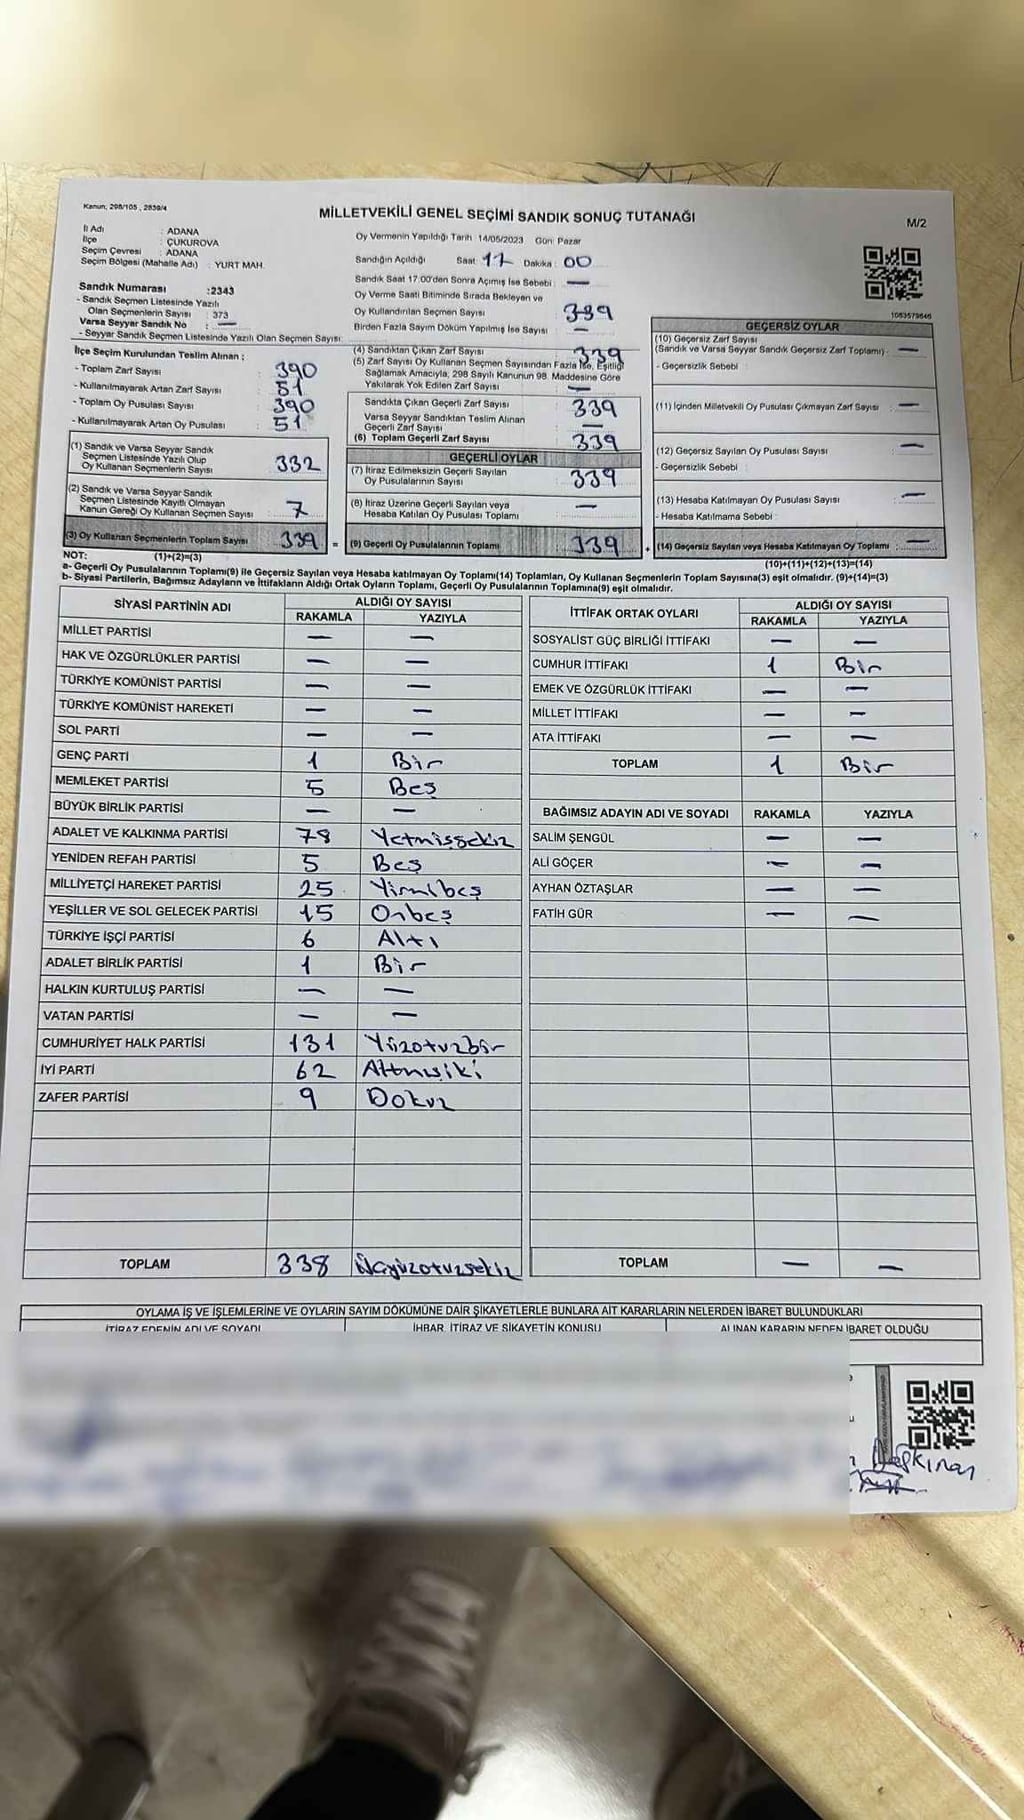 Kanun; 298/105 , 2839/4
MİLLETVEKİLİ GENEL SEÇİMİ SANDIK SONUÇ TUTANAĞI
M/2
İl Adı : ADANA
İlçe : ÇUKUROVA
Seçim Çevresi : ADANA
Seçim Bölgesi (Mahalle Adı) : YURT MAH.
Sandık Numarası :2343
- Sandık Seçmen Listesinde Yazılı
Olan Seçmenlerin Sayısı : 373
Varsa Seyyar Sandık No : —
- Seyyar Sandık Seçmen Listesinde Yazılı Olan Seçmen Sayısı
Oy Vermenin Yapıldığı Tarih 14/05/2023 Gün: Pazar
Sandığın Açıldığı Saat 17 Dakika : 00
Sandık Saat 17.00'den Sonra Açımış İse Sebebi : —
Oy Verme Saati Bitiminde Sırada Bekleyen ve
Oy Kullandırılan Seçmen Sayısı 339
Birden Fazla Sayım Döküm Yapılmış İse Sayısı —
1083579846
İlçe Seçim Kurulundan Teslim Alınan ;
- Toplam Zarf Sayısı : 390
- Kullanılmayarak Artan Zarf Sayısı : 51
- Toplam Oy Pusulası Sayısı : 390
- Kullanılmayarak Artan Oy Pusulası : 51
(1) Sandık ve Varsa Seyyar Sandık
Seçmen Listesinde Yazılı Olup
Oy Kullanan Seçmenlerin Sayısı : 332
(2) Sandık ve Varsa Seyyar Sandık
Seçmen Listesinde Kayıtlı Olmayan
Kanun Gereği Oy Kullanan Seçmen Sayısı : 7
(3) Oy Kullanan Seçmenlerin Toplam Sayısı 339 =
(4) Sandıktan Çıkan Zarf Sayısı 339
(5) Zarf Sayısı Oy Kullanan Seçmen Sayısından Fazla İse, Eşitliği
Sağlamak Amacıyla, 298 Sayılı Kanunun 98. Maddesine Göre
Yakılarak Yok Edilen Zarf Sayısı —
Sandıkta Çıkan Geçerli Zarf Sayısı 339
Varsa Seyyar Sandıktan Teslim Alınan
Geçerli Zarf Sayısı —
(6) Toplam Geçerli Zarf Sayısı 339
GEÇERLİ OYLAR
(7) İtiraz Edilmeksizin Geçerli Sayılan
Oy Pusulalarının Sayısı 339
(8) İtiraz Üzerine Geçerli Sayılan veya
Hesaba Katılan Oy Pusulası Toplamı —
(9) Geçerli Oy Pusulalarının Toplamı 339 +
GEÇERSİZ OYLAR
(10) Geçersiz Zarf Sayısı
(Sandık ve Varsa Seyyar Sandık Geçersiz Zarf Toplamı) : —
- Geçersizlik Sebebi :
(11) İçinden Milletvekili Oy Pusulası Çıkmayan Zarf Sayısı : —
(12) Geçersiz Sayılan Oy Pusulası Sayısı : —
- Geçersizlik Sebebi :
(13) Hesaba Katılmayan Oy Pusulası Sayısı : —
- Hesaba Katılmama Sebebi :
(14) Geçersiz Sayılan veya Hesaba Katılmayan Oy Toplamı : —
NOT: (1)+(2)=(3) (10)+(11)+(12)+(13)=(14)
a- Geçerli Oy Pusulasının Toplamı(9) ile Geçersiz Sayılan veya Hesaba katılmayan Oy Toplamı(14) Toplamları, Oy Kullanan Seçmenlerin Toplam Sayısına(3) eşit olmalıdır. (9)+(14)=(3)
b- Siyasi Partilerin, Bağımsız Adayların ve İttifakların Aldığı Ortak Oyların Toplamı, Geçerli Oy Pusulalarının Toplamına(9) eşit olmalıdır.
SİYASİ PARTİNİN ADI ALDIĞI OY SAYISI
RAKAMLA YAZIYLA
MİLLET PARTİSİ — —
HAK VE ÖZGÜRLÜKLER PARTİSİ — —
TÜRKİYE KOMÜNİST PARTİSİ — —
TÜRKİYE KOMÜNİST HAREKETİ — —
SOL PARTİ — —
GENÇ PARTİ 1 Bir
MEMLEKET PARTİSİ 5 Beş
BÜYÜK BİRLİK PARTİSİ — —
ADALET VE KALKINMA PARTİSİ 78 Yetmişsekiz
YENİDEN REFAH PARTİSİ 5 Beş
MİLLİYETÇİ HAREKET PARTİSİ 25 Yirmibeş
YEŞİLLER VE SOL GELECEK PARTİSİ 15 Onbeş
TÜRKİYE İŞÇİ PARTİSİ 6 Altı
ADALET BİRLİK PARTİSİ 1 Bir
HALKIN KURTULUŞ PARTİSİ — —
VATAN PARTİSİ — —
CUMHURİYET HALK PARTİSİ 131 Yüzotuzbir
İYİ PARTİ 62 Altmışiki
ZAFER PARTİSİ 9 Dokuz
TOPLAM 338 Üçyüzotuzsekiz
İTTİFAK ORTAK OYLARI ALDIĞI OY SAYISI
RAKAMLA YAZIYLA
SOSYALİST GÜÇ BİRLİĞİ İTTİFAKI — —
CUMHUR İTTİFAKI 1 Bir
EMEK VE ÖZGÜRLÜK İTTİFAKI — —
MİLLET İTTİFAKI — —
ATA İTTİFAKI — —
TOPLAM 1 Bir
BAĞIMSIZ ADAYIN ADI VE SOYADI RAKAMLA YAZIYLA
SALİM ŞENGÜL — —
ALİ GÖÇER — —
AYHAN ÖZTAŞLAR — —
FATİH GÜR — —
TOPLAM — —
OYLAMA İŞ VE İŞLEMLERİNE VE OYLARIN SAYIM DÖKÜMÜNE DAİR ŞİKAYETLERLE BUNLARA AİT KARARLARIN NELERDEN İBARET BULUNDUKLARI
İTİRAZ EDENİN ADI VE SOYADI İHBAR, İTİRAZ VE ŞİKAYETİN KONUSU ALINAN KARARIN NEDEN İBARET OLDUĞU